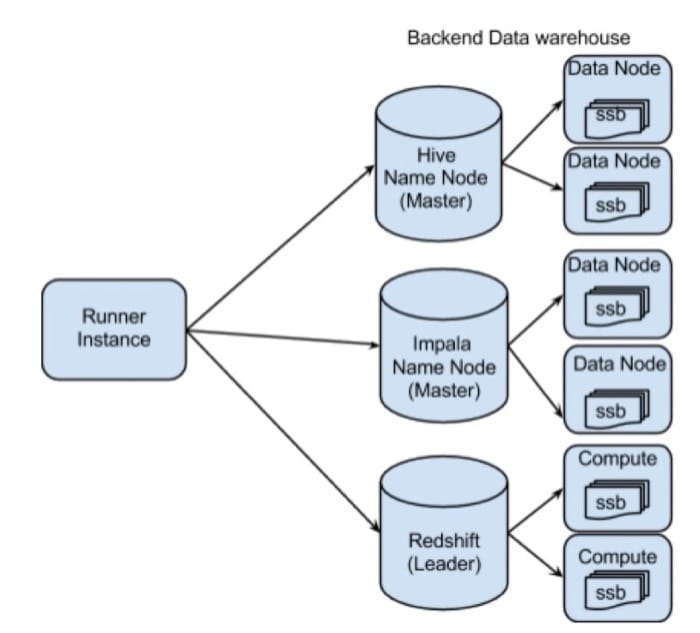 Backend Data warehouse
Data Node
ssb
Data Node
ssb
Hive
Name Node
(Master)
Data Node
ssb
Data Node
ssb
Impala
Name Node
(Master)
Runner
Instance
Compute
ssb
Compute
ssb
Redshift
(Leader)